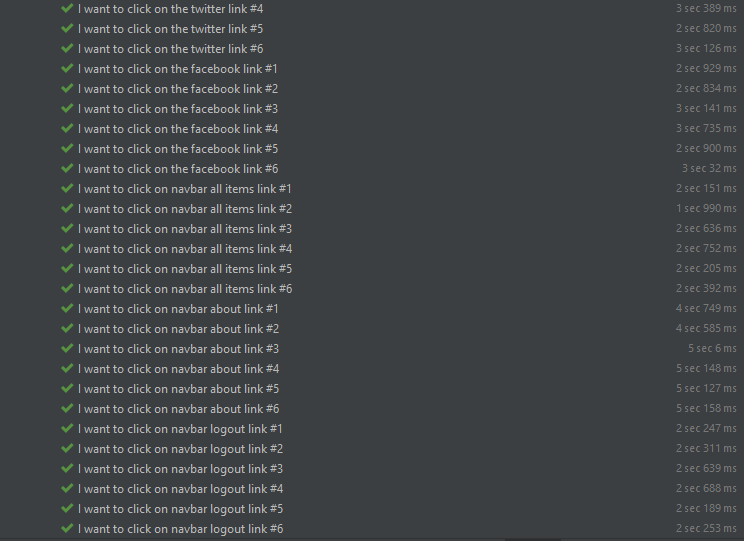 I want to click on the twitter link #4 3 sec 389 ms
I want to click on the twitter link #5 2 sec 820 ms
I want to click on the twitter link #6 3 sec 126 ms
I want to click on the facebook link #1 2 sec 929 ms
I want to click on the facebook link #2 2 sec 834 ms
I want to click on the facebook link #3 3 sec 141 ms
I want to click on the facebook link #4 3 sec 735 ms
I want to click on the facebook link #5 2 sec 900 ms
I want to click on the facebook link #6 3 sec 32 ms
I want to click on navbar all items link #1 2 sec 151 ms
I want to click on navbar all items link #2 1 sec 990 ms
I want to click on navbar all items link #3 2 sec 636 ms
I want to click on navbar all items link #4 2 sec 752 ms
I want to click on navbar all items link #5 2 sec 205 ms
I want to click on navbar all items link #6 2 sec 392 ms
I want to click on navbar about link #1 4 sec 749 ms
I want to click on navbar about link #2 4 sec 585 ms
I want to click on navbar about link #3 5 sec 6 ms
I want to click on navbar about link #4 5 sec 148 ms
I want to click on navbar about link #5 5 sec 127 ms
I want to click on navbar about link #6 5 sec 158 ms
I want to click on navbar logout link #1 2 sec 247 ms
I want to click on navbar logout link #2 2 sec 311 ms
I want to click on navbar logout link #3 2 sec 639 ms
I want to click on navbar logout link #4 2 sec 688 ms
I want to click on navbar logout link #5 2 sec 189 ms
I want to click on navbar logout link #6 2 sec 253 ms